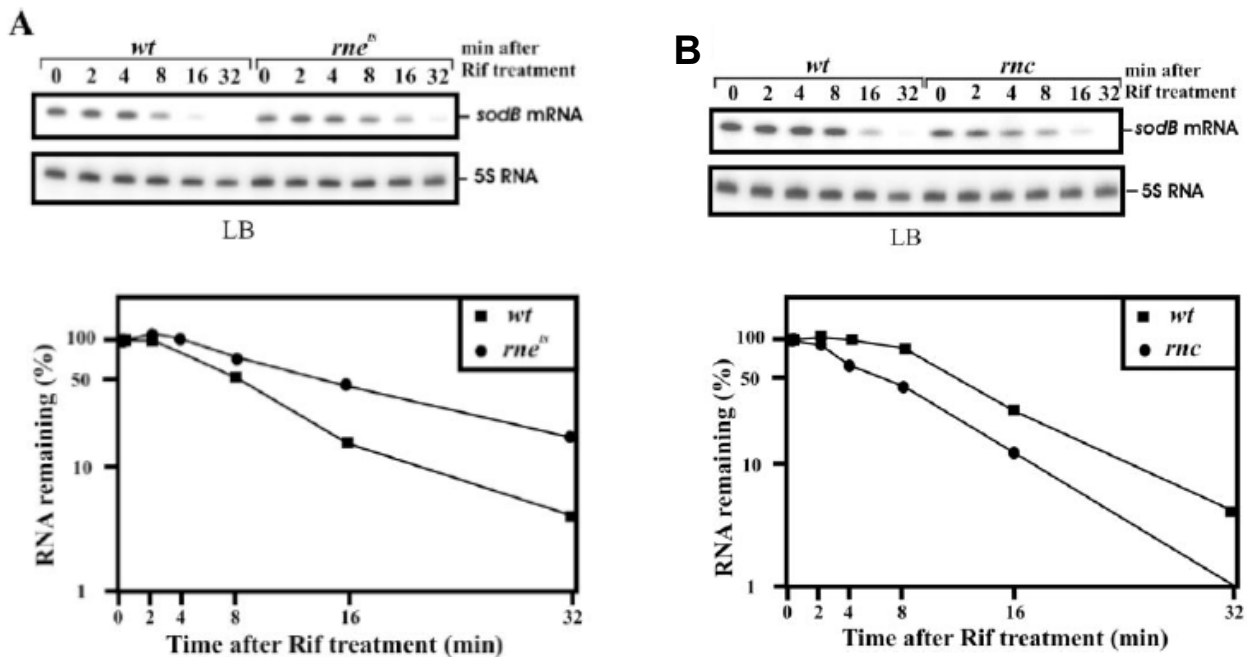 A
wt rne^ts min after
0 2 4 8 16 32 0 2 4 8 16 32 Rif treatment
sodB mRNA
5S RNA
LB
wt
rne^ts
RNA remaining (%)
100
50
10
1
0 2 4 8 16 32
Time after Rif treatment (min)
B
wt rnc min after
0 2 4 8 16 32 0 2 4 8 16 32 Rif treatment
sodB mRNA
5S RNA
LB
wt
rnc
RNA remaining (%)
100
50
10
1
0 2 4 8 16 32
Time after Rif treatment (min)